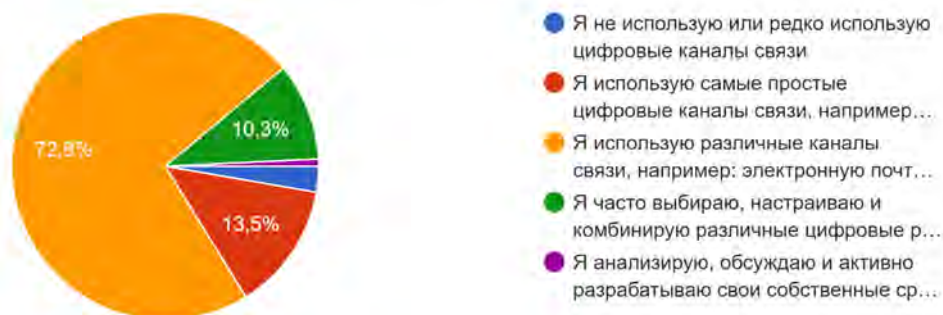 72,8%
10,3%
13,5%
Я не использую или редко использую
цифровые каналы связи
Я использую самые простые
цифровые каналы связи, например...
Я использую различные каналы
связи, например: электронную почт...
Я часто выбираю, настраиваю и
комбинирую различные цифровые р...
Я анализирую, обсуждаю и активно
разрабатываю свои собственные ср...